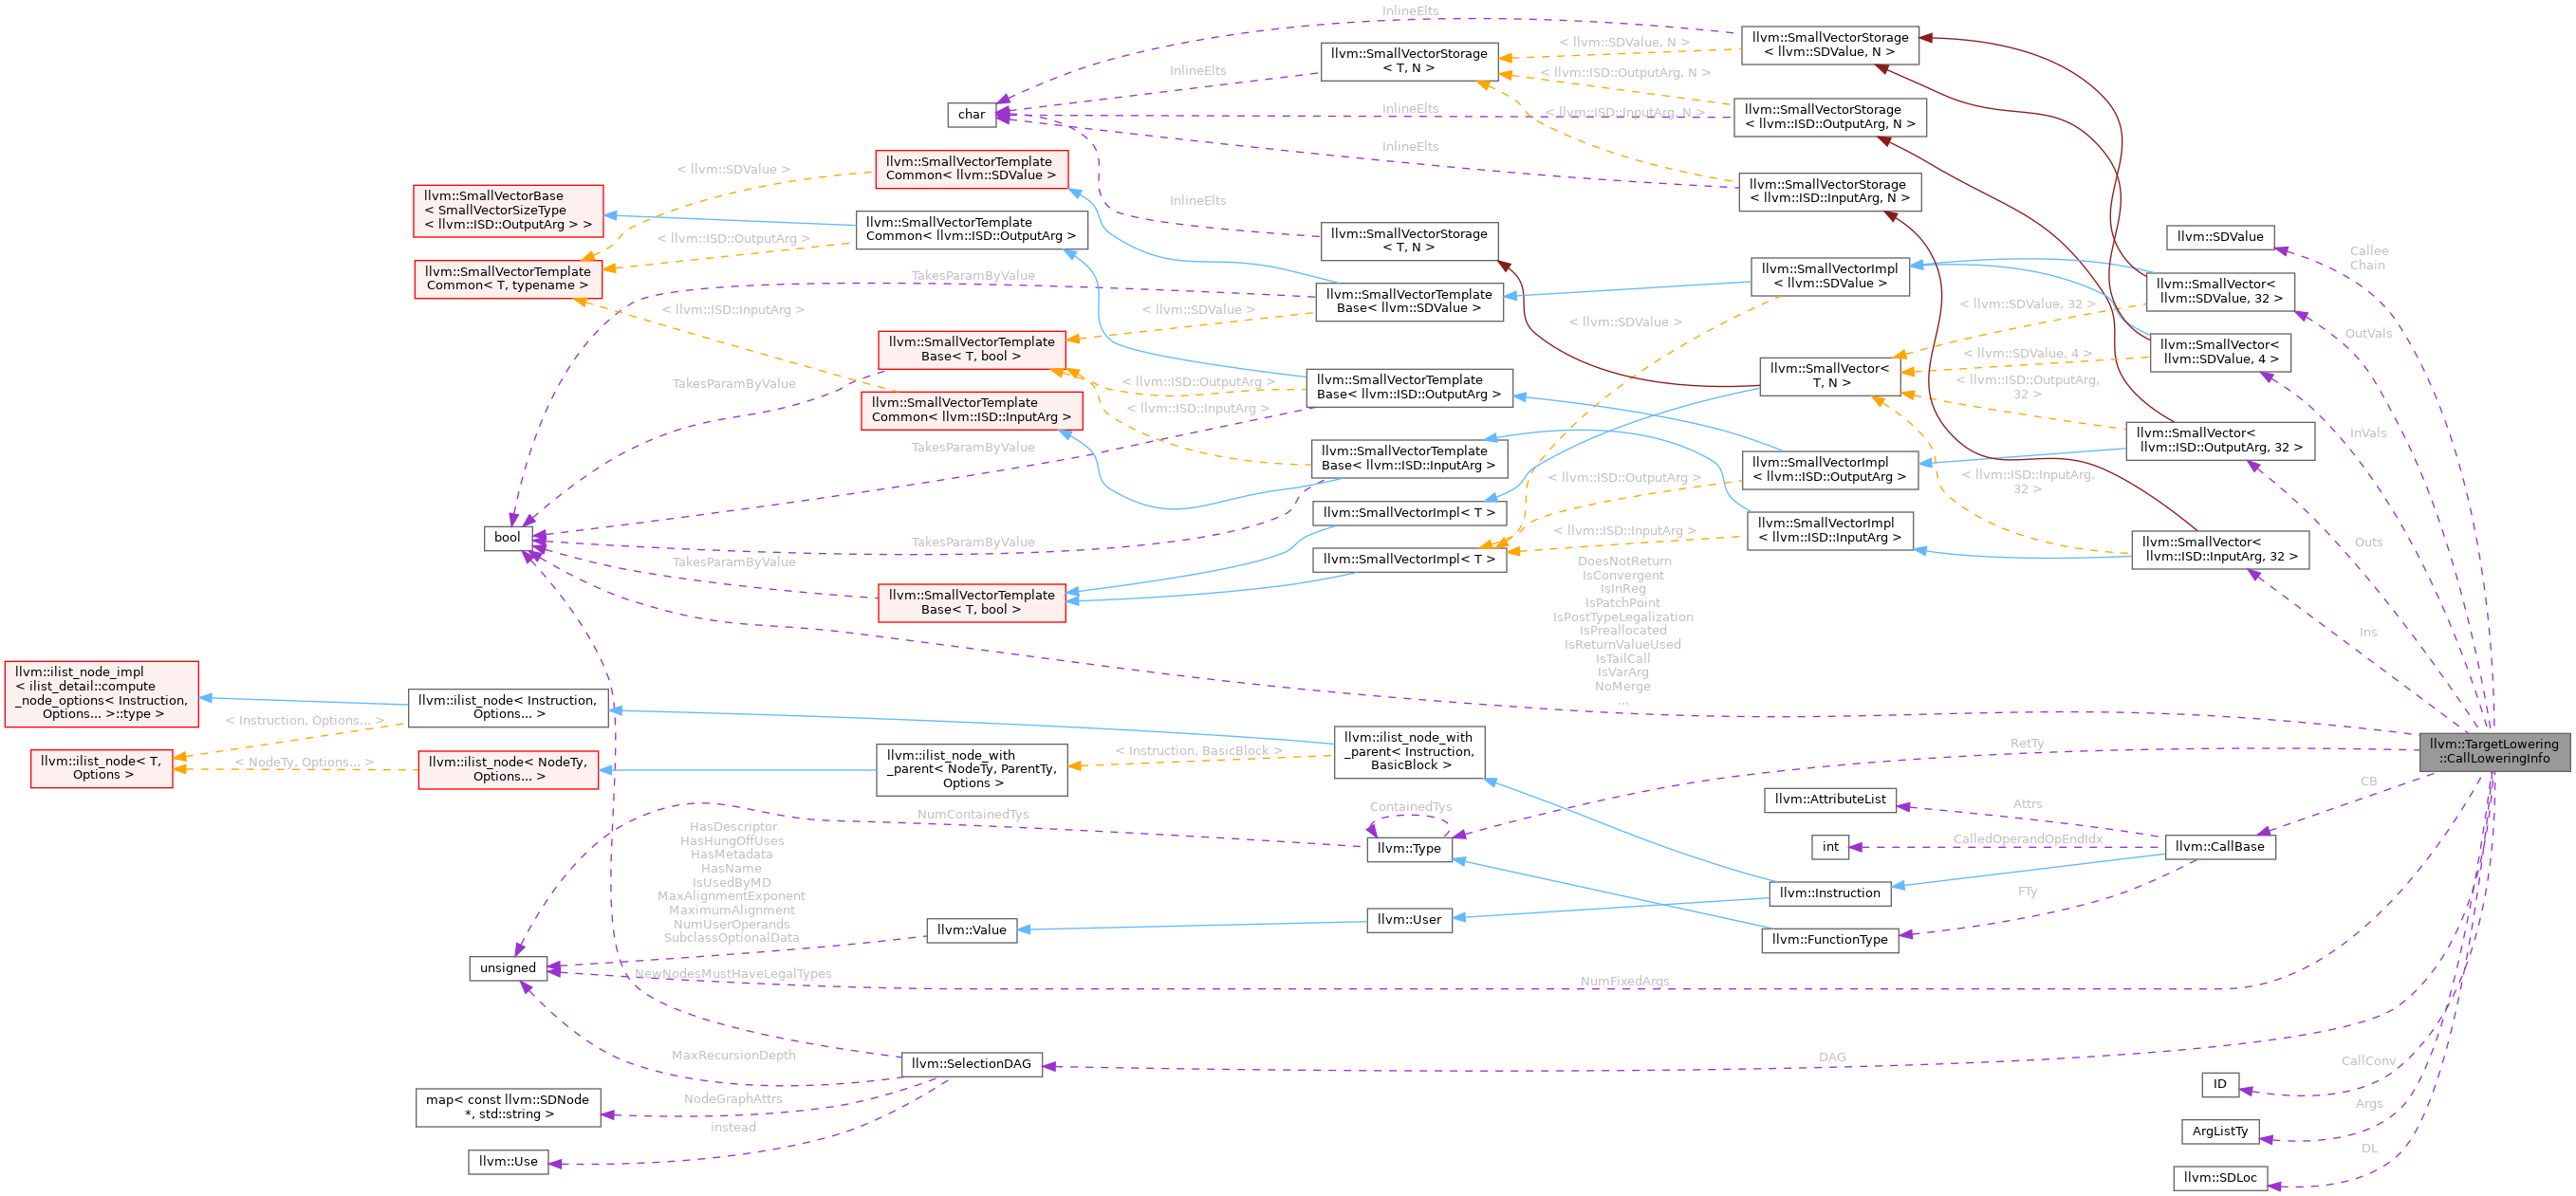 InlineElts
llvm::SmallVectorStorage
< llvm::SDValue, N >
< llvm::SDValue, N >
llvm::SmallVectorStorage
< T, N >
InlineElts
< llvm::ISD::OutputArg, N >
char
InlineElts
< llvm::ISD::InputArg, N >
llvm::SmallVectorStorage
< llvm::ISD::OutputArg, N >
InlineElts
llvm::SmallVectorTemplate
Common< llvm::SDValue >
< llvm::SDValue >
llvm::SmallVectorStorage
< llvm::ISD::InputArg, N >
llvm::SmallVectorBase
< SmallVectorSizeType
< llvm::ISD::OutputArg > >
InlineElts
llvm::SmallVectorTemplate
Common< llvm::ISD::OutputArg >
< llvm::ISD::OutputArg >
llvm::SmallVectorStorage
< T, N >
llvm::SDValue
Callee
Chain
llvm::SmallVectorTemplate
Common< T, typename >
TakesParamByValue
llvm::SmallVectorImpl
< llvm::SDValue >
llvm::SmallVector<
llvm::SDValue, 32 >
llvm::SmallVectorTemplate
Base< llvm::SDValue >
< llvm::ISD::InputArg >
< llvm::SDValue >
< llvm::SDValue >
< llvm::SDValue, 32 >
OutVals
llvm::SmallVectorTemplate
Base< T, bool >
llvm::SmallVector<
llvm::SDValue, 4 >
< llvm::SDValue, 4 >
llvm::SmallVector<
T, N >
TakesParamByValue
< llvm::ISD::OutputArg >
llvm::SmallVectorTemplate
Base< llvm::ISD::OutputArg >
< llvm::ISD::OutputArg,
32 >
llvm::SmallVectorTemplate
Common< llvm::ISD::InputArg >
< llvm::ISD::InputArg >
InVals
llvm::SmallVector<
llvm::ISD::OutputArg, 32 >
TakesParamByValue
llvm::SmallVectorTemplate
Base< llvm::ISD::InputArg >
llvm::SmallVectorImpl
< llvm::ISD::OutputArg >
< llvm::ISD::OutputArg >
< llvm::ISD::InputArg,
32 >
llvm::SmallVectorImpl< T >
bool
TakesParamByValue
< llvm::ISD::InputArg >
llvm::SmallVectorImpl
< llvm::ISD::InputArg >
Outs
llvm::SmallVector<
llvm::ISD::InputArg, 32 >
llvm::SmallVectorImpl< T >
TakesParamByValue
llvm::SmallVectorTemplate
Base< T, bool >
DoesNotReturn
IsConvergent
IsInReg
IsPatchPoint
IsPostTypeLegalization
IsPreallocated
IsReturnValueUsed
IsTailCall
IsVarArg
NoMerge
...
Ins
llvm::ilist_node_impl
< ilist_detail::compute
_node_options< Instruction,
Options... >::type >
llvm::ilist_node< Instruction,
Options... >
< Instruction, Options... >
llvm::ilist_node_with
_parent< Instruction,
BasicBlock >
< Instruction, BasicBlock >
RetTy
llvm::TargetLowering
::CallLoweringInfo
llvm::ilist_node< T,
Options >
< NodeTy, Options... >
llvm::ilist_node< NodeTy,
Options... >
llvm::ilist_node_with
_parent< NodeTy, ParentTy,
Options >
CB
llvm::AttributeList
Attrs
ContainedTys
NumContainedTys
llvm::Type
int
CalledOperandOpEndIdx
llvm::CallBase
HasDescriptor
HasHungOffUses
HasMetadata
HasName
IsUsedByMD
MaxAlignmentExponent
MaximumAlignment
NumUserOperands
SubclassOptionalData
llvm::Instruction
FTy
llvm::User
llvm::Value
llvm::FunctionType
unsigned
NewNodesMustHaveLegalTypes
NumFixedArgs
MaxRecursionDepth
llvm::SelectionDAG
DAG
CallConv
ID
map< const llvm::SDNode
*, std::string >
NodeGraphAttrs
Args
instead
ArgListTy
DL
llvm::Use
llvm::SDLoc